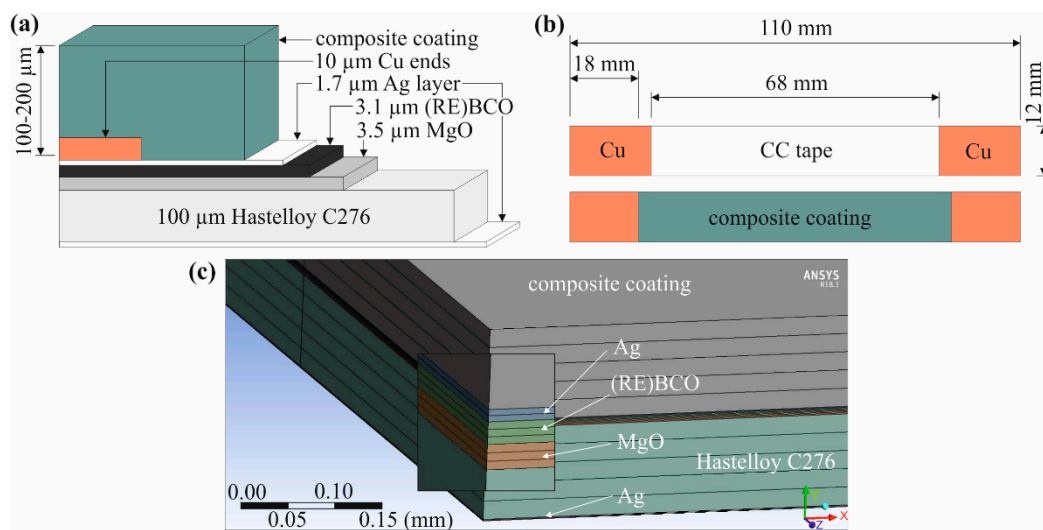 (a)
composite coating
10 µm Cu ends
1.7 µm Ag layer
3.1 µm (RE)BCO
3.5 µm MgO
100-200 µm
100 µm Hastelloy C276
(b)
110 mm
18 mm
68 mm
12 mm
Cu
CC tape
Cu
composite coating
(c)
composite coating
ANSYS
R18.1
Ag
(RE)BCO
MgO
Hastelloy C276
Ag
0.00
0.10
0.05
0.15 (mm)
Y
X
Z